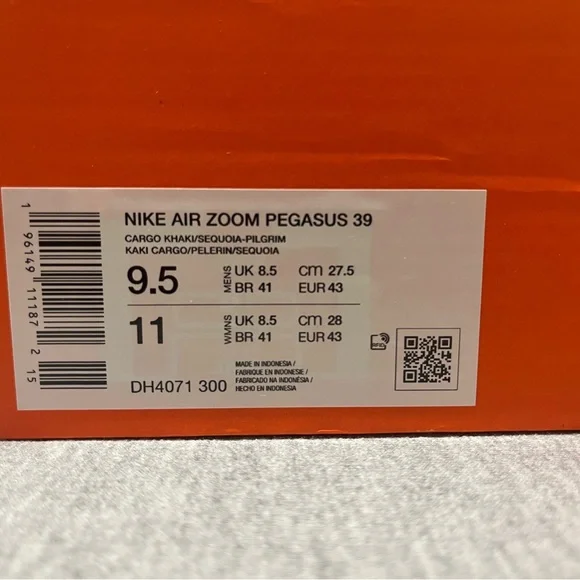 NIKE AIR ZOOM PEGASUS 39
CARGO KHAKI/SEQUOIA-PILGRIM
KAKI CARGO/PELERIN/SEQUOIA
9.5 MENS UK 8.5 CM 27.5
BR 41 EUR 43
11 WMNS UK 8.5 CM 28
BR 41 EUR 43
DH4071 300
MADE IN INDONESIA /
FABRIQUE EN INDONESIE /
FABRICADO NA INDONÉSIA /
HECHO EN INDONESIA
RFID
1 96149 11187 2 15